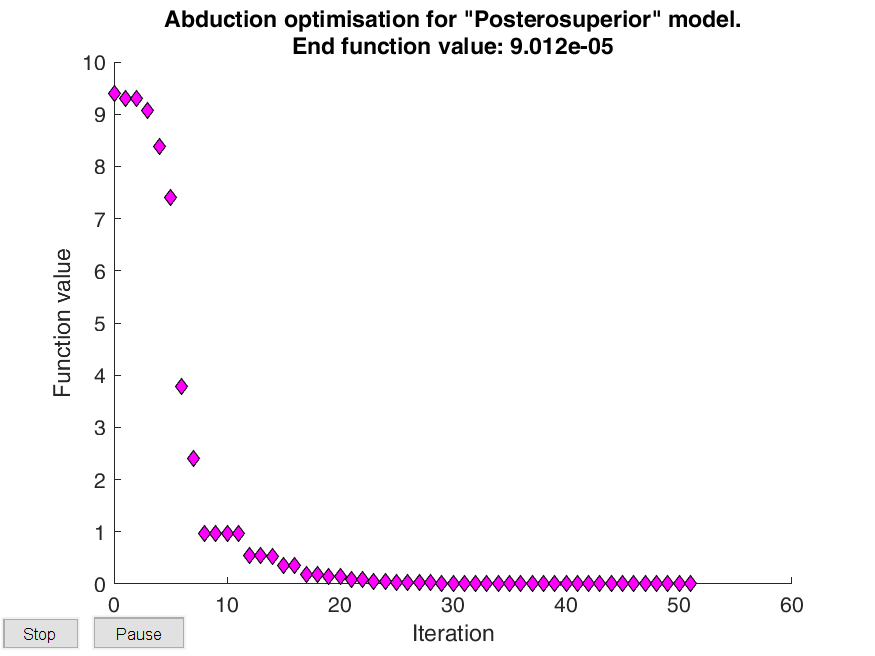 Abduction optimisation for "Posterosuperior" model.
End function value: 9.012e-05
10
9
8
7
6
5
4
3
2
1
0
Function value
0 10 20 30 40 50 60
Iteration
Stop Pause